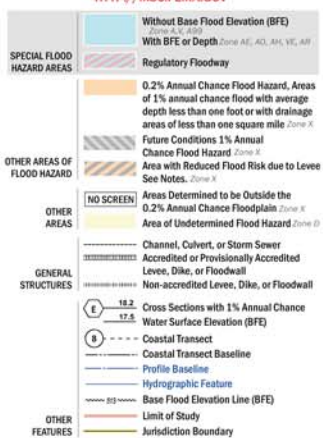 Without Base Flood Elevation (BFE)
Zone A,V, A99
With BFE or Depth Zone AE, AO, AH, VE, AR
SPECIAL FLOOD
HAZARD AREAS
Regulatory Floodway
0.2% Annual Chance Flood Hazard, Areas
of 1% annual chance flood with average
depth less than one foot or with drainage
areas of less than one square mile Zone X
Future Conditions 1% Annual
Chance Flood Hazard Zone X
OTHER AREAS OF
FLOOD HAZARD
Area with Reduced Flood Risk due to Levee
See Notes. Zone X
NO SCREEN
Areas Determined to be Outside the
0.2% Annual Chance Floodplain Zone X
OTHER
AREAS
Area of Undetermined Flood Hazard Zone D
Channel, Culvert, or Storm Sewer
Accredited or Provisionally Accredited
Levee, Dike, or Floodwall
GENERAL
STRUCTURES
Non-accredited Levee, Dike, or Floodwall
E 18.2 Cross Sections with 1% Annual Chance
17.5 Water Surface Elevation (BFE)
8 Coastal Transect
Coastal Transect Baseline
Profile Baseline
Hydrographic Feature
513 Base Flood Elevation Line (BFE)
OTHER
FEATURES
Limit of Study
Jurisdiction Boundary